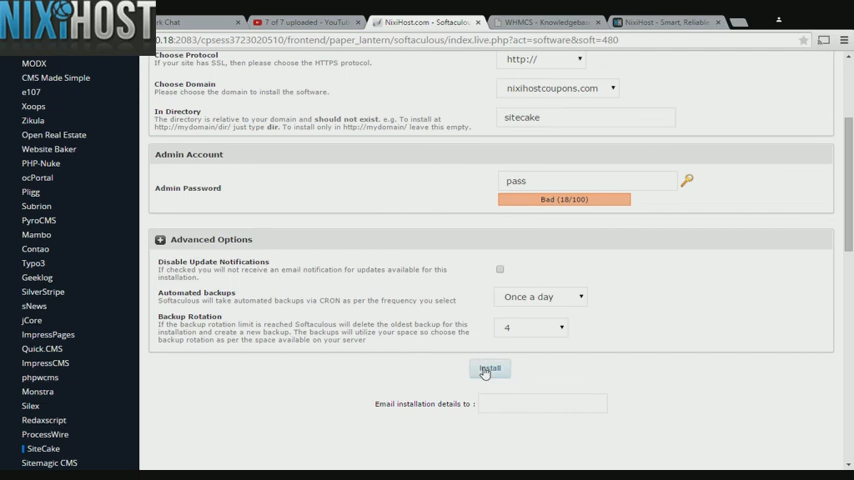 NIXIHOST
rk Chat
7 of 7 uploaded - YouTub
NixiHost.com - Softaculous
WHMCS - Knowledgeba
NixiHost - Smart, Reliable
0.18:2083/cpsess3723020510/frontend/paper_lantern/softaculous/index.live.php?act=software&soft=480
MODX
CMS Made Simple
e107
Xoops
Zikula
Open Real Estate
Website Baker
PHP-Nuke
ocPortal
Pligg
Subrion
PyroCMS
Mambo
Contao
Typo3
Geeklog
SilverStripe
sNews
jCore
ImpressPages
Quick.CMS
ImpressCMS
phpwcms
Monstra
Silex
Redaxscript
ProcessWire
SiteCake
Sitemagic CMS
Choose Protocol
If your site has SSL, then please choose the HTTPS protocol.
http://
Choose Domain
Please choose the domain to install the software.
nixihostcoupons.com
In Directory
The directory is relative to your domain and should not exist. e.g. To install at
http://mydomain/dir/ just type dir. To install only in http://mydomain/ leave this empty.
sitecake
Admin Account
Admin Password
pass
Bad (18/100)
Advanced Options
Disable Update Notifications
If checked you will not receive an email notification for updates available for this
installation.
Automated backups
Softaculous will take automated backups via CRON as per the frequency you select
Once a day
Backup Rotation
If the backup rotation limit is reached Softaculous will delete the oldest backup for this
installation and create a new backup. The backups will utilize your space so choose the
backup rotation as per the space available on your server
4
Install
Email installation details to :